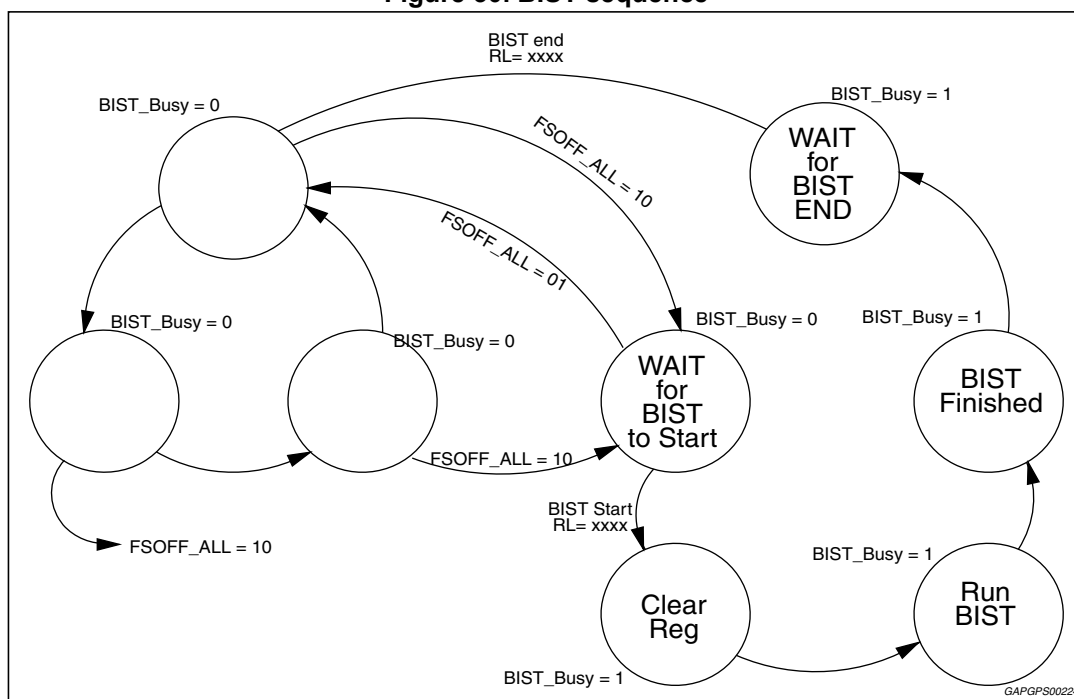 BIST end
RL= xxxx
BIST_Busy = 0
BIST_Busy = 1
WAIT
for
BIST
END
FSOFF_ALL = 10
FSOFF_ALL = 01
BIST_Busy = 0
BIST_Busy = 0
BIST_Busy = 0
WAIT
for
BIST
to Start
BIST_Busy = 1
BIST
Finished
FSOFF_ALL = 10
FSOFF_ALL = 10
BIST Start
RL= xxxx
BIST_Busy = 1
Clear
Reg
Run
BIST
BIST_Busy = 1